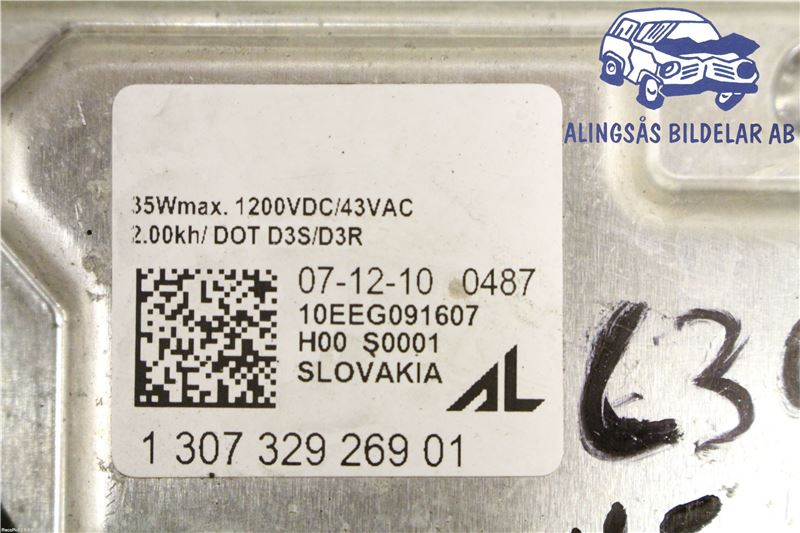 ALINGSÅS BILDELAR AB
35Wmax. 1200VDC/43VAC
2.00kh/ DOT D3S/D3R
07-12-10 0487
10EEG091607
H00 S0001
SLOVAKIA
AL
1 307 329 269 01
L39